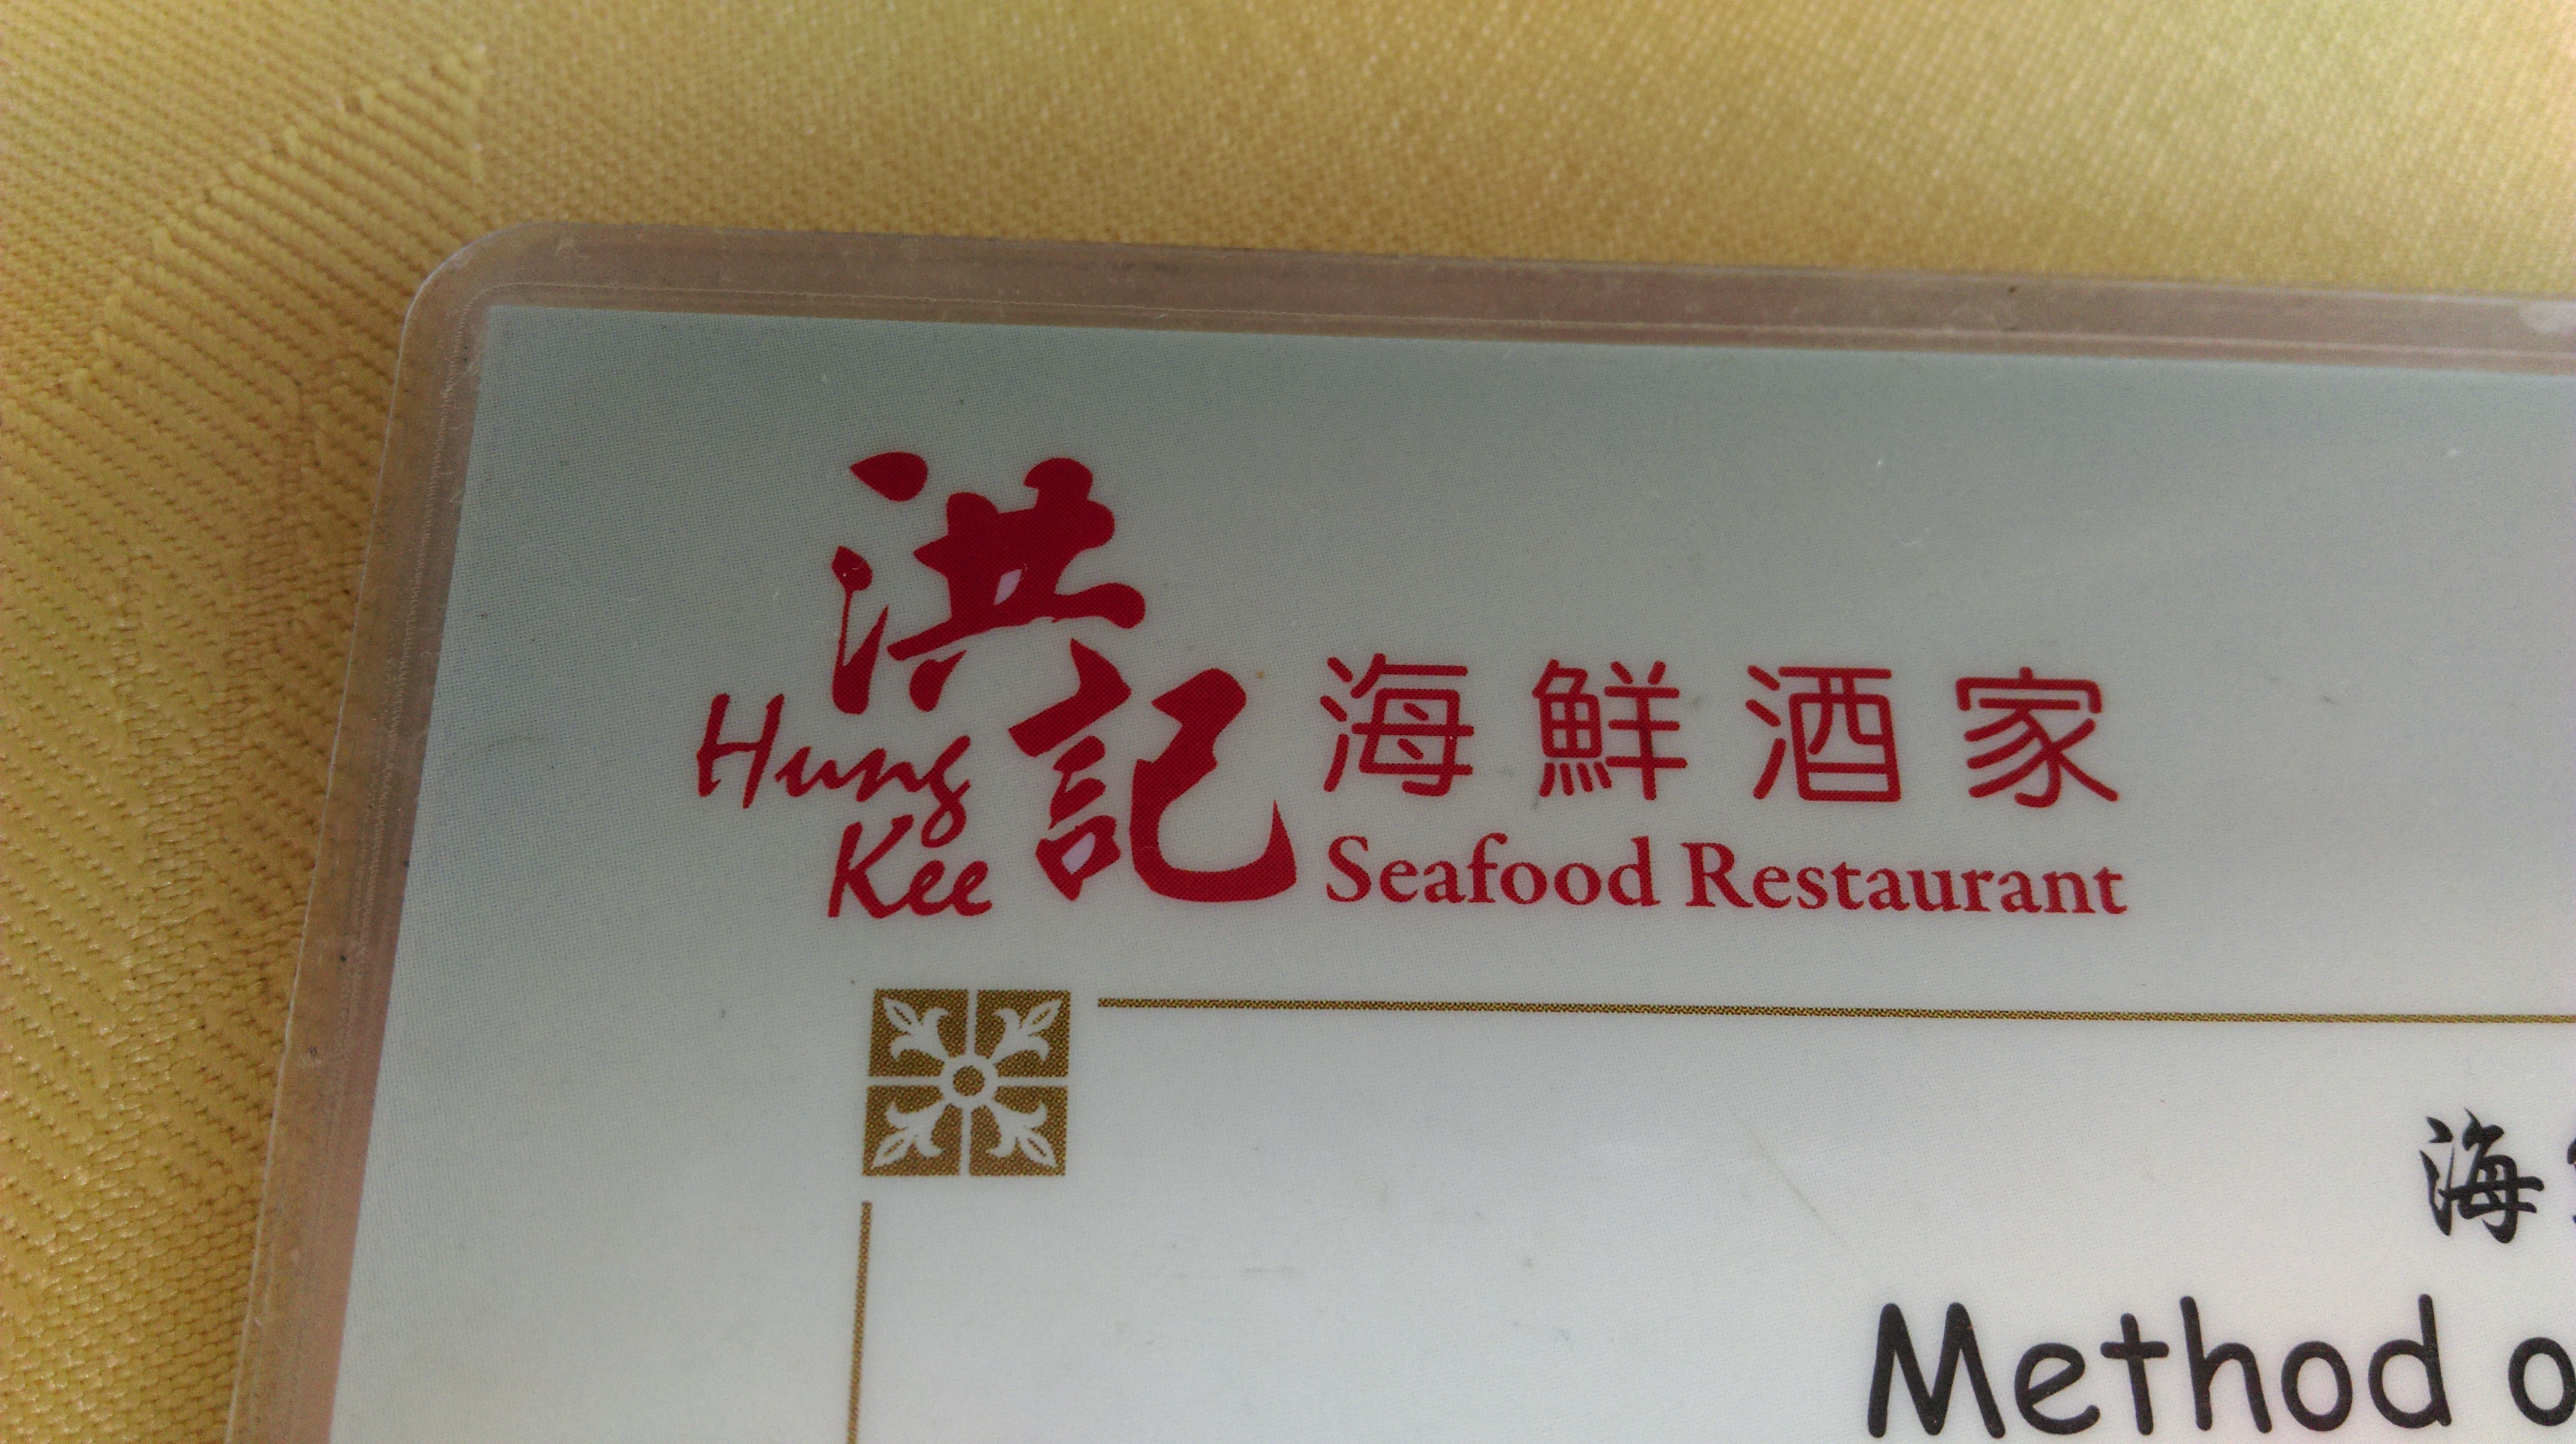 洪記
Hung
Kee
海鮮酒家
Seafood Restaurant
海
Method